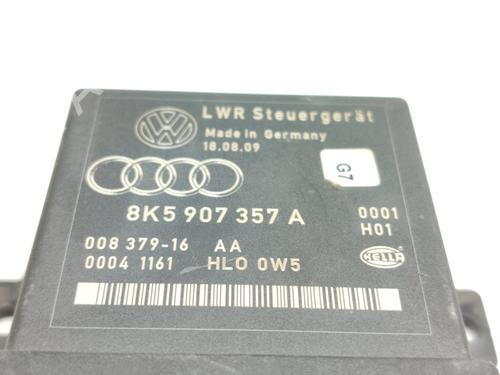 LWR Steuergerät
Made in Germany
18.08.09
G7
8K5 907 357 A
0001
H01
008 379-16 AA
0004 1161 HLO 0W5
HELLA